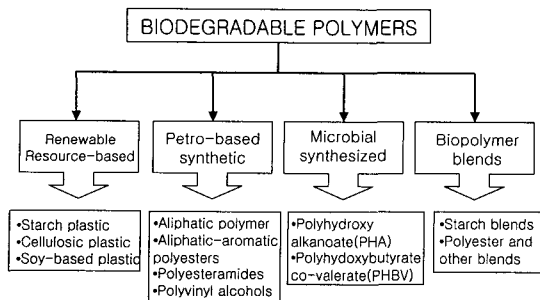 BIODEGRADABLE POLYMERS
Renewable
Resource-based
Petro-based
synthetic
Microbial
synthesized
Biopolymer
blends
•Starch plastic
•Cellulosic plastic
•Soy-based plastic
•Aliphatic polymer
•Aliphatic-aromatic
polyesters
•Polyesteramides
•Polyvinyl alcohols
•Polyhydroxy
alkanoate(PHA)
•Polyhdoxybutyrate
co-valerate(PHBV)
•Starch blends
•Polyester and
other blends